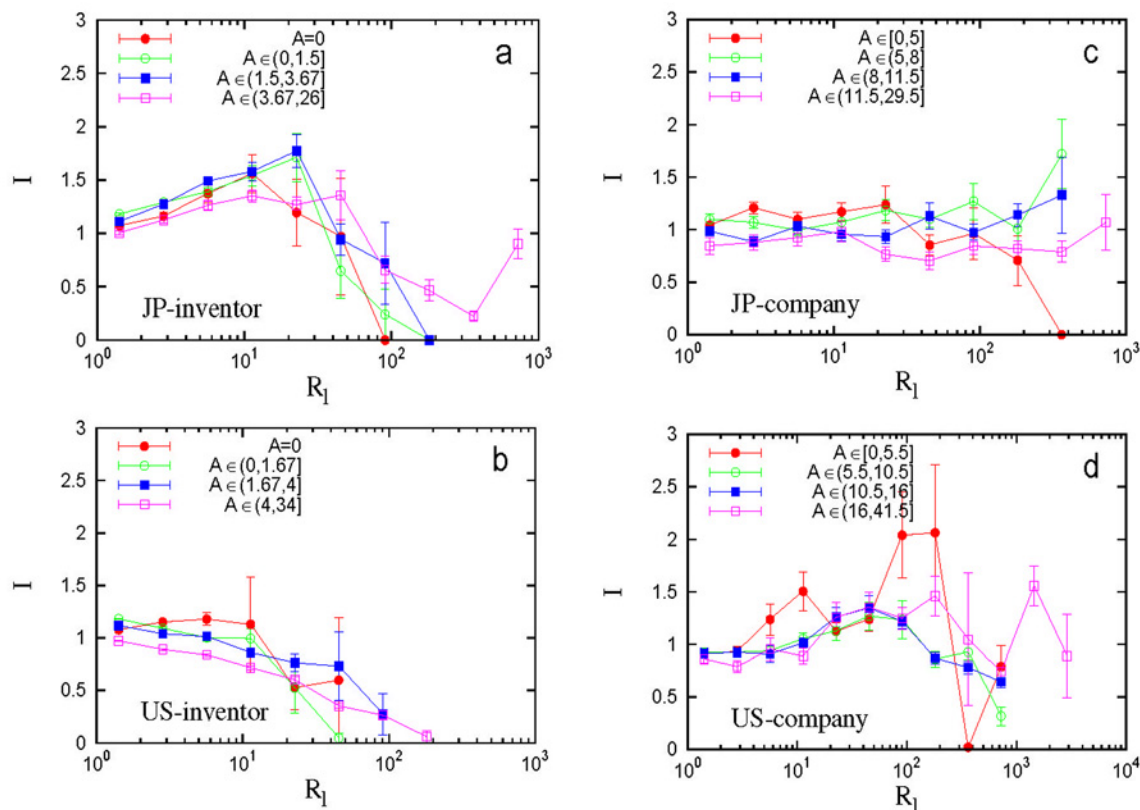 3
2.5
2
1.5
1
0.5
0
I
A=0
A∈(0,1.5]
A∈(1.5,3.67]
A∈(3.67,26]
a
JP-inventor
10^0 10^1 10^2 10^3
R_l
3
2.5
2
1.5
1
0.5
0
I
A∈[0,5]
A∈(5,8]
A∈(8,11.5]
A∈(11.5,29.5]
c
JP-company
10^0 10^1 10^2 10^3
R_l
3
2.5
2
1.5
1
0.5
0
I
A=0
A∈(0,1.67]
A∈(1.67,4]
A∈(4,34]
b
US-inventor
10^0 10^1 10^2 10^3
R_l
3
2.5
2
1.5
1
0.5
0
I
A∈[0,5.5]
A∈(5.5,10.5]
A∈(10.5,16]
A∈(16,41.5]
d
US-company
10^0 10^1 10^2 10^3 10^4
R_l